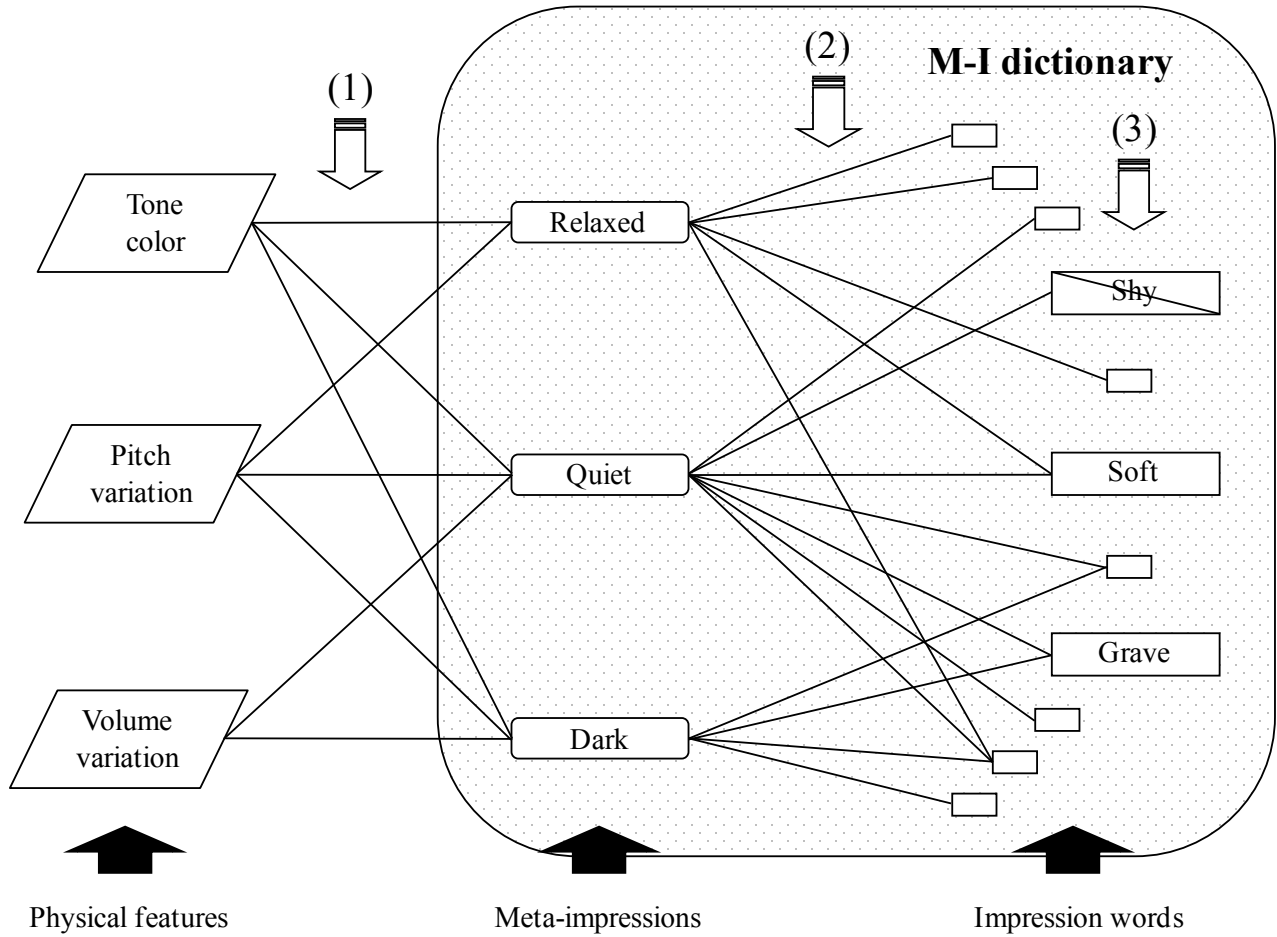 (2)
M-I dictionary
(1)
(3)
Tone
color
Relaxed
Shy
Pitch
variation
Quiet
Soft
Grave
Volume
variation
Dark
Physical features
Meta-impressions
Impression words